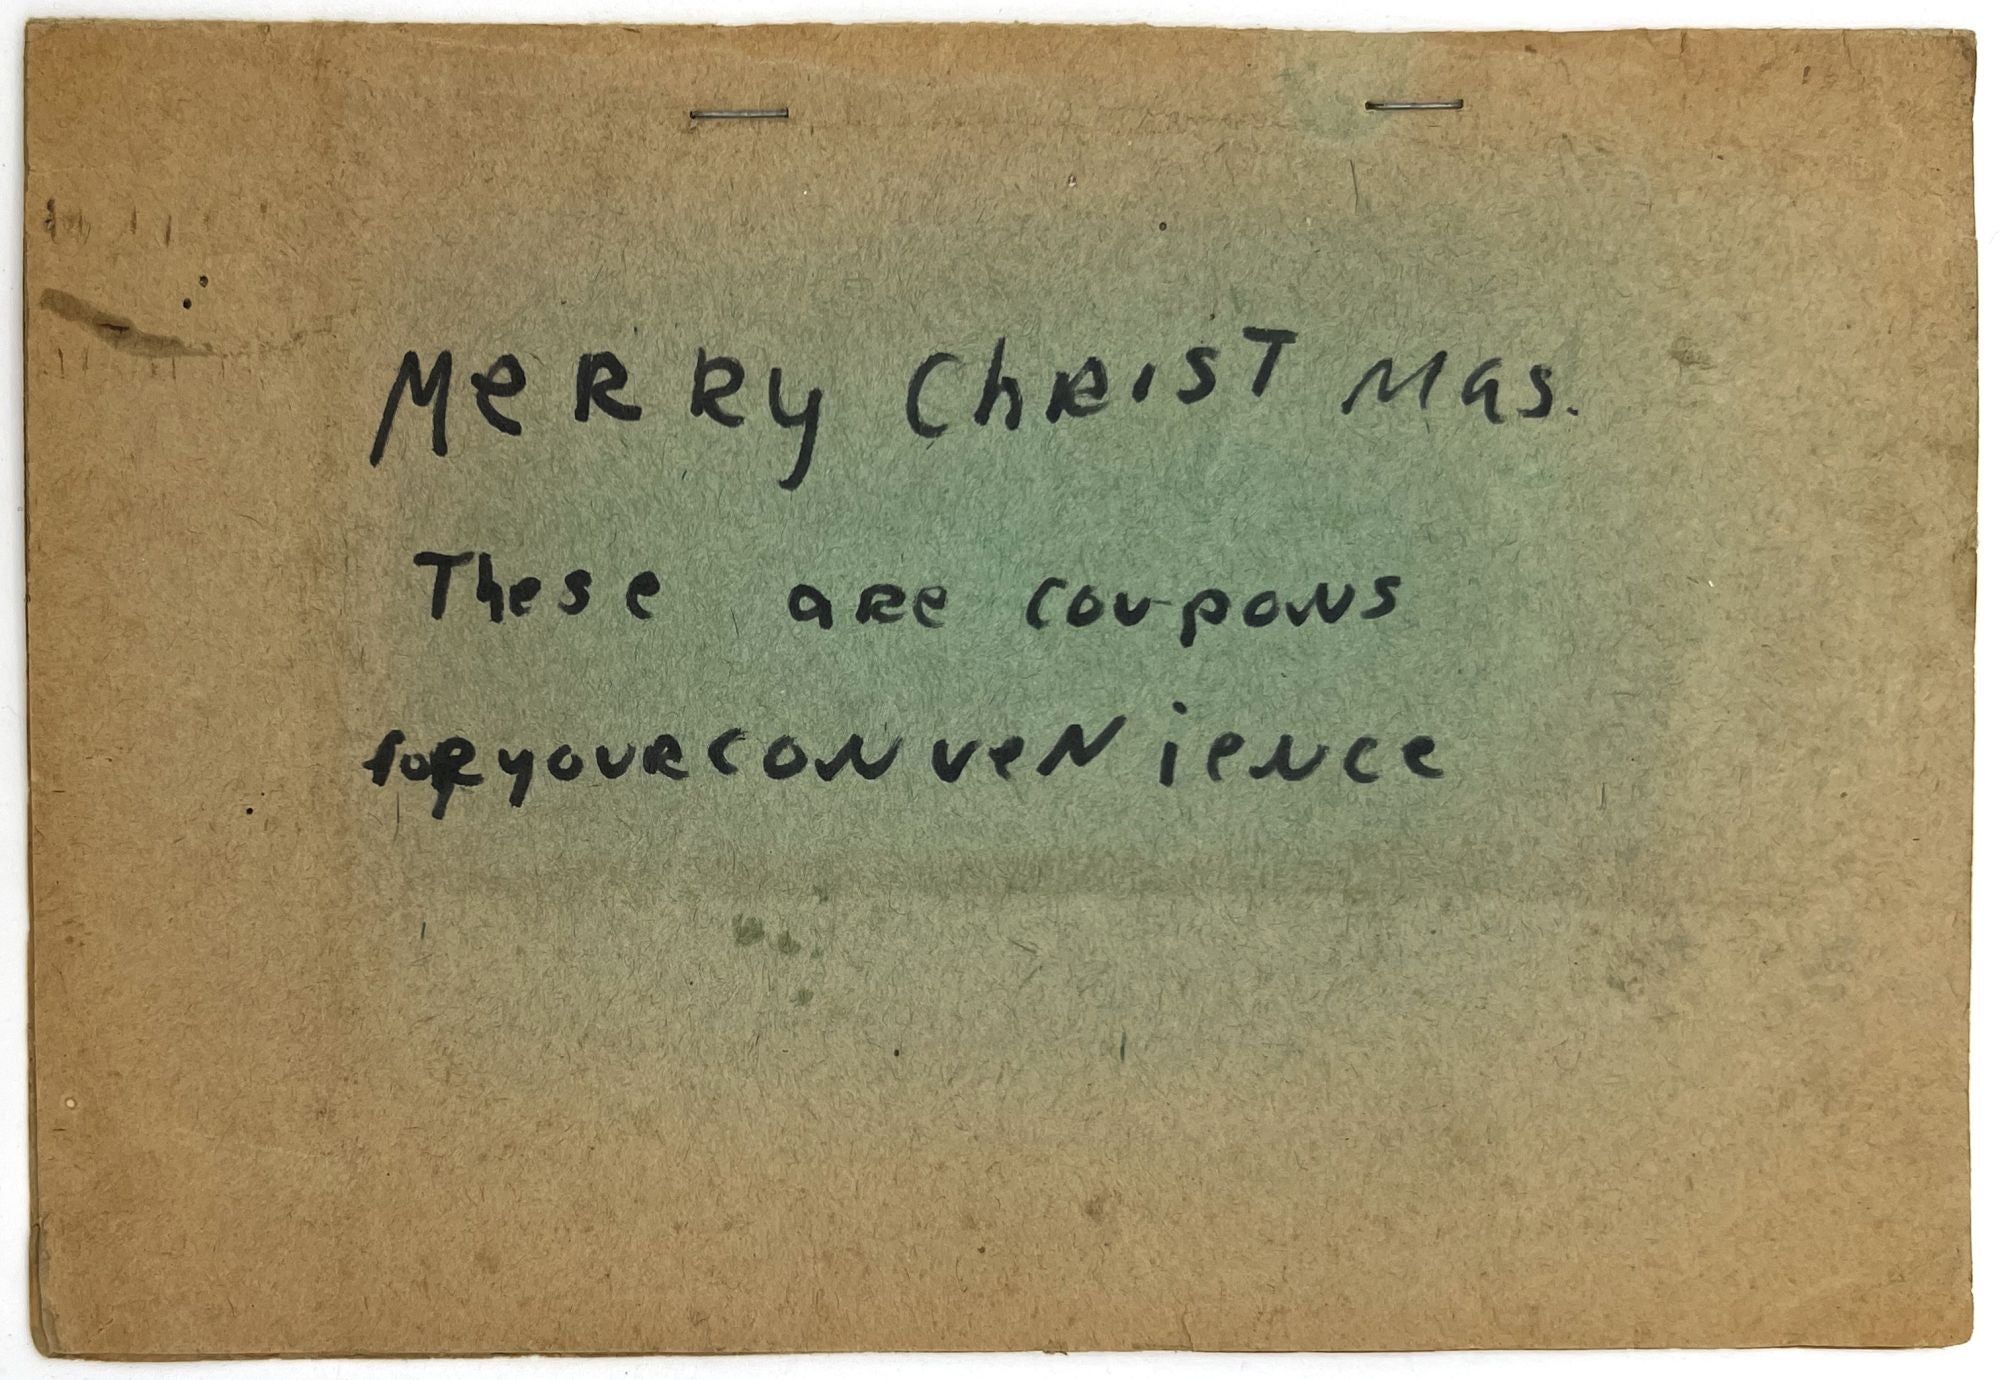 MeRRy ChRisT Mas.
These aRe coupoNs
foRyouRcoNveNieNce